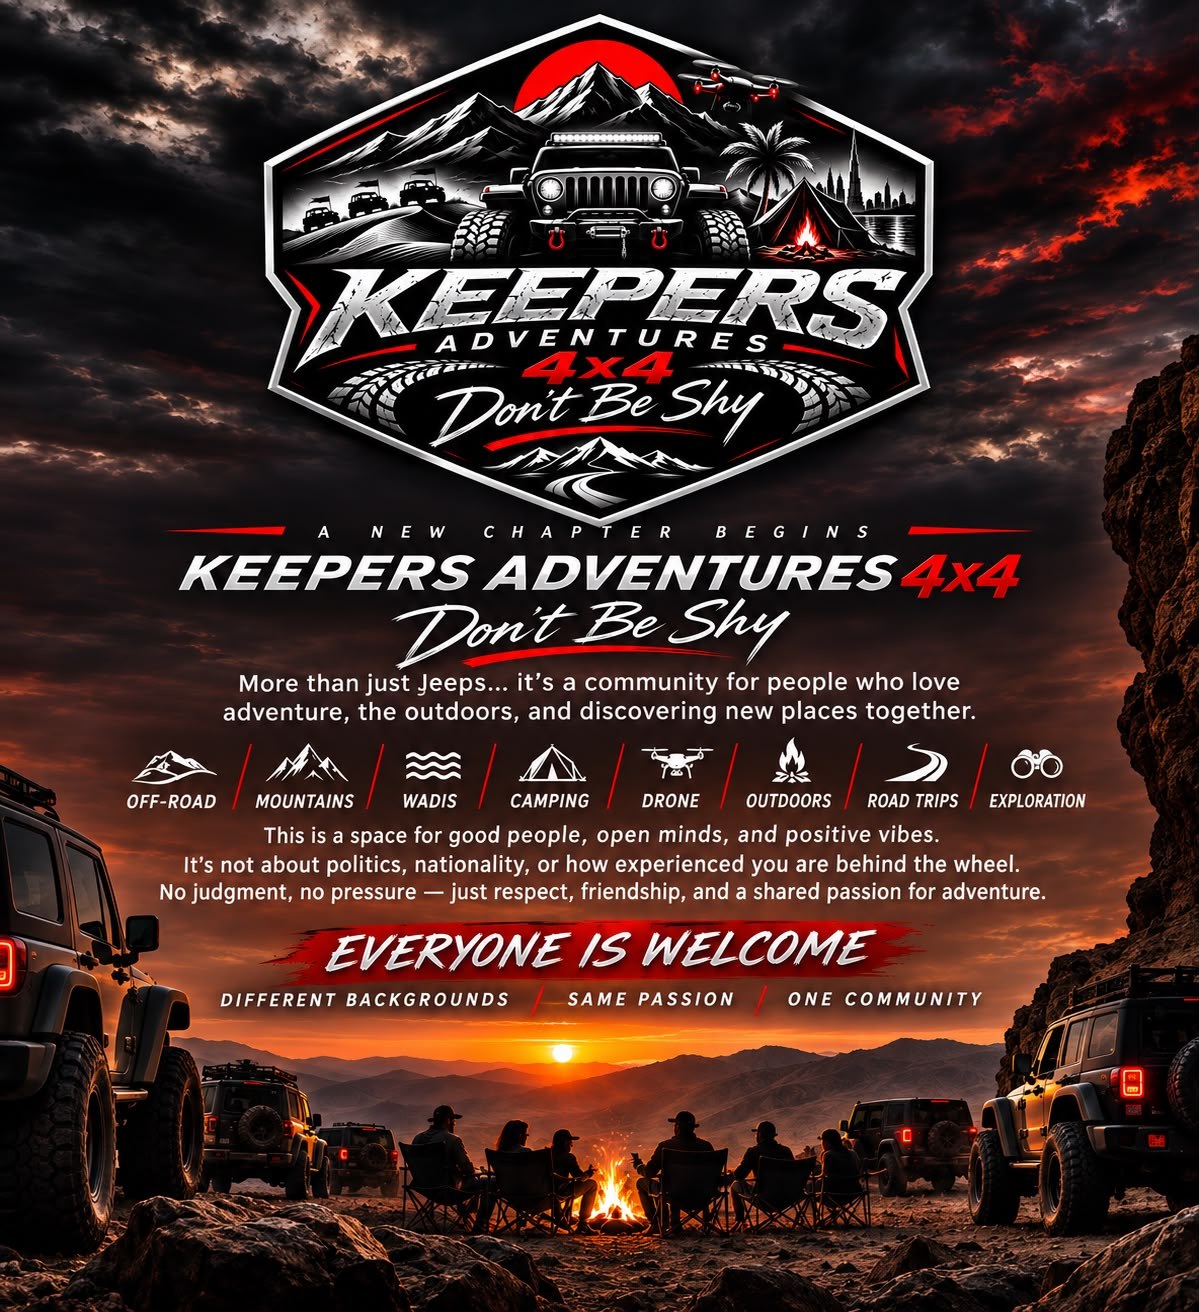 KEEPERS
ADVENTURES
4x4
Don't Be Shy
A NEW CHAPTER BEGINS
KEEPERS ADVENTURES 4x4
Don't Be Shy
More than just Jeeps... it's a community for people who love
adventure, the outdoors, and discovering new places together.
OFF-ROAD MOUNTAINS WADIS CAMPING DRONE OUTDOORS ROAD TRIPS EXPLORATION
This is a space for good people, open minds, and positive vibes.
It's not about politics, nationality, or how experienced you are behind the wheel.
No judgment, no pressure — just respect, friendship, and a shared passion for adventure.
EVERYONE IS WELCOME
DIFFERENT BACKGROUNDS / SAME PASSION / ONE COMMUNITY